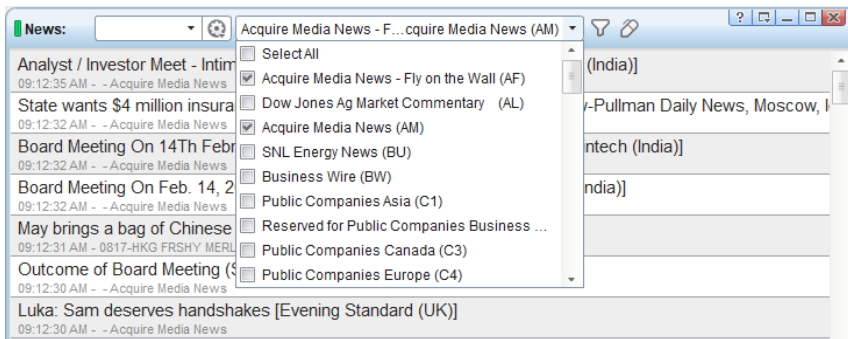 News:
Acquire Media News - F...cquire Media News (AM)
?
Select All
Acquire Media News - Fly on the Wall (AF)
Dow Jones Ag Market Commentary (AL)
Acquire Media News (AM)
SNL Energy News (BU)
Business Wire (BW)
Public Companies Asia (C1)
Reserved for Public Companies Business ...
Public Companies Canada (C3)
Public Companies Europe (C4)
Analyst / Investor Meet - Intim
(India)]
09:12:35 AM - - Acquire Media News
State wants $4 million insura
-Pullman Daily News, Moscow,
09:12:32 AM - - Acquire Media News
Board Meeting On 14Th Febr
ntech (India)]
09:12:32 AM - - Acquire Media News
Board Meeting On Feb. 14, 2
ndia)]
09:12:32 AM - - Acquire Media News
May brings a bag of Chinese
09:12:31 AM - 0817-HKG FRSHY MERL
Outcome of Board Meeting (S
09:12:30 AM - - Acquire Media News
Luka: Sam deserves handshakes [Evening Standard (UK)]
09:12:30 AM - - Acquire Media News